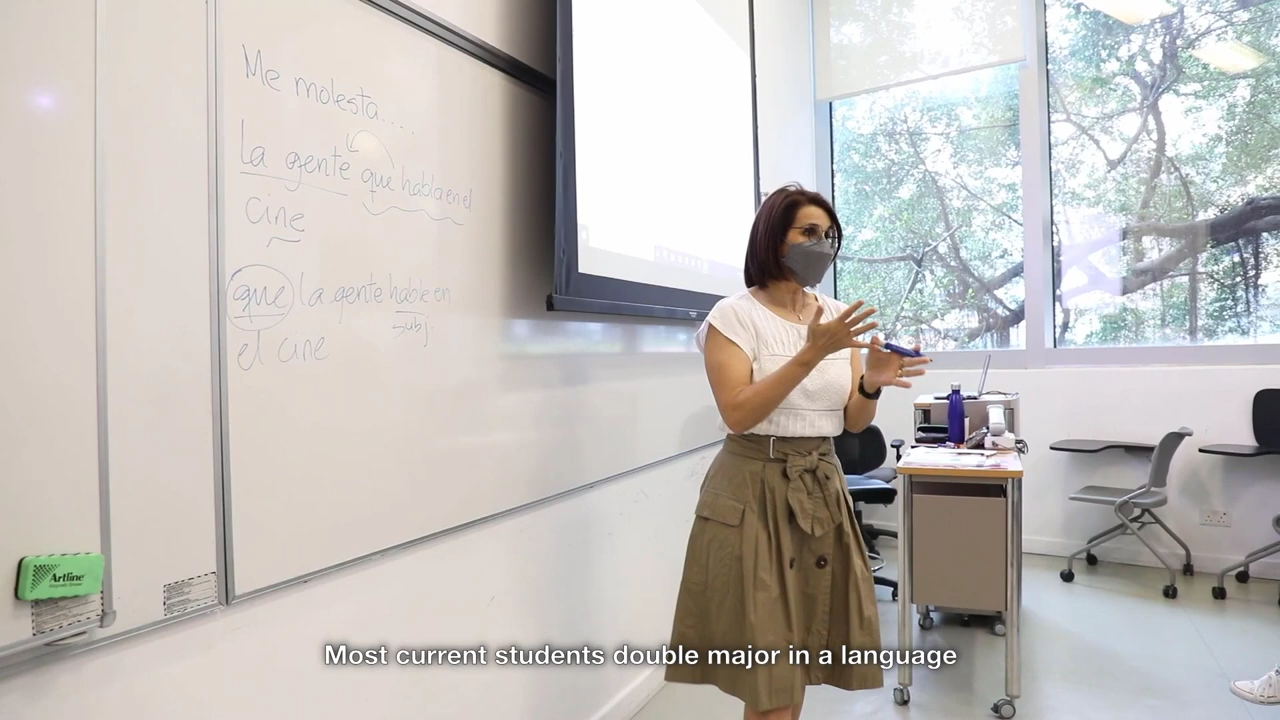 Me molesta....
la gente que habla en el
cine
que la gente hable en
subj
el cine
Artline
Most current students double major in a language